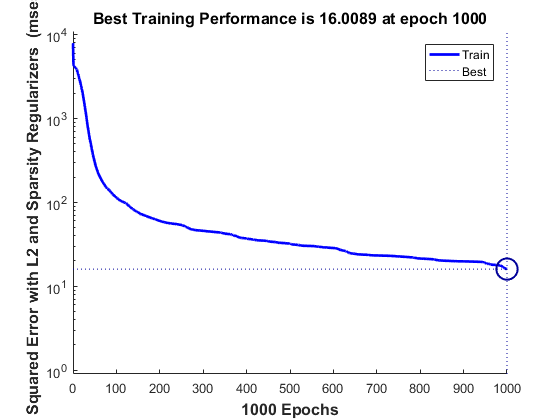 Best Training Performance is 16.0089 at epoch 1000
Squared Error with L2 and Sparsity Regularizers (mse
10^4
10^3
10^2
10^1
10^0
Train
Best
0 100 200 300 400 500 600 700 800 900 1000
1000 Epochs